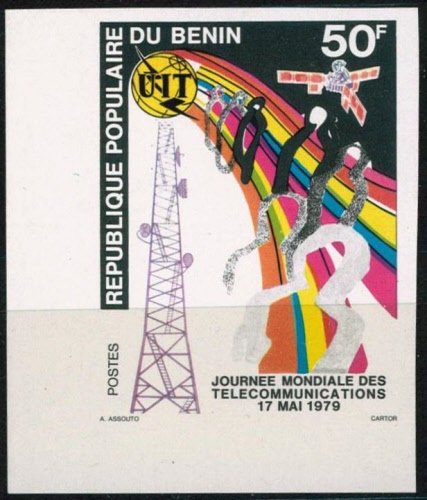 REPUBLIQUE POPULAIRE DU BENIN
50F
UIT
POSTES
JOURNEE MONDIALE DES
TELECOMMUNICATIONS
17 MAI 1979
A. ASSOUTO
CARTOR